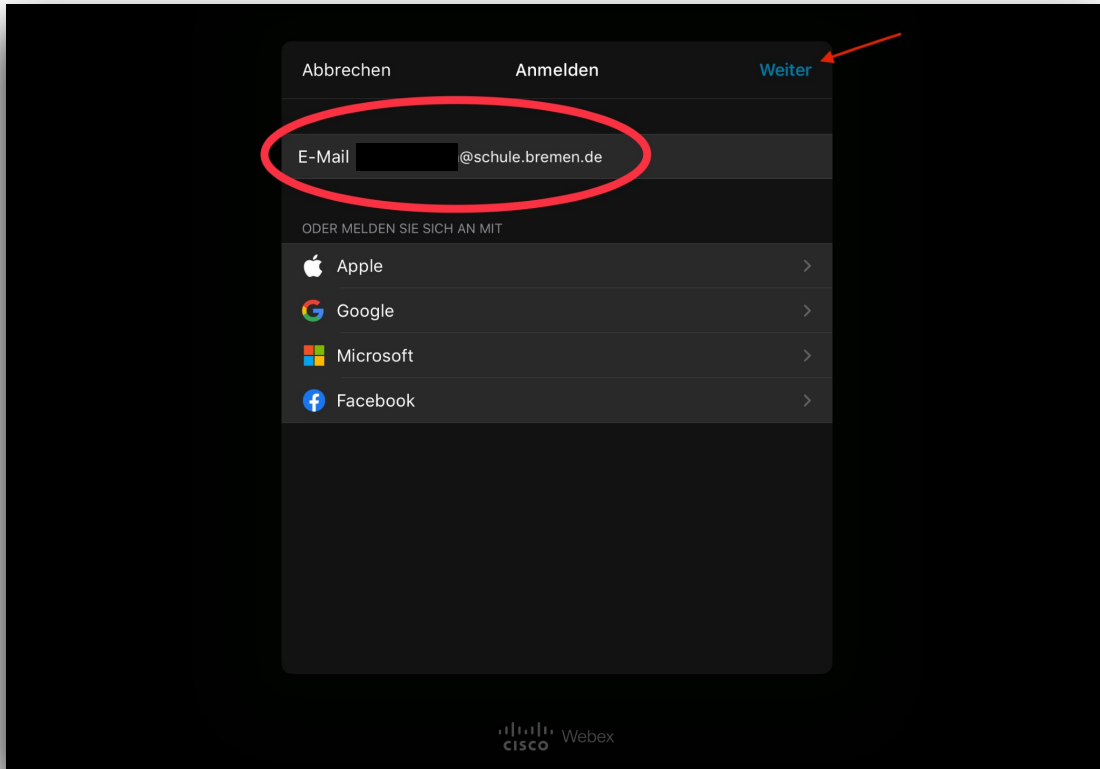 Abbrechen Anmelden Weiter
E-Mail @schule.bremen.de
ODER MELDEN SIE SICH AN MIT
Apple
Google
Microsoft
Facebook
CISCO Webex